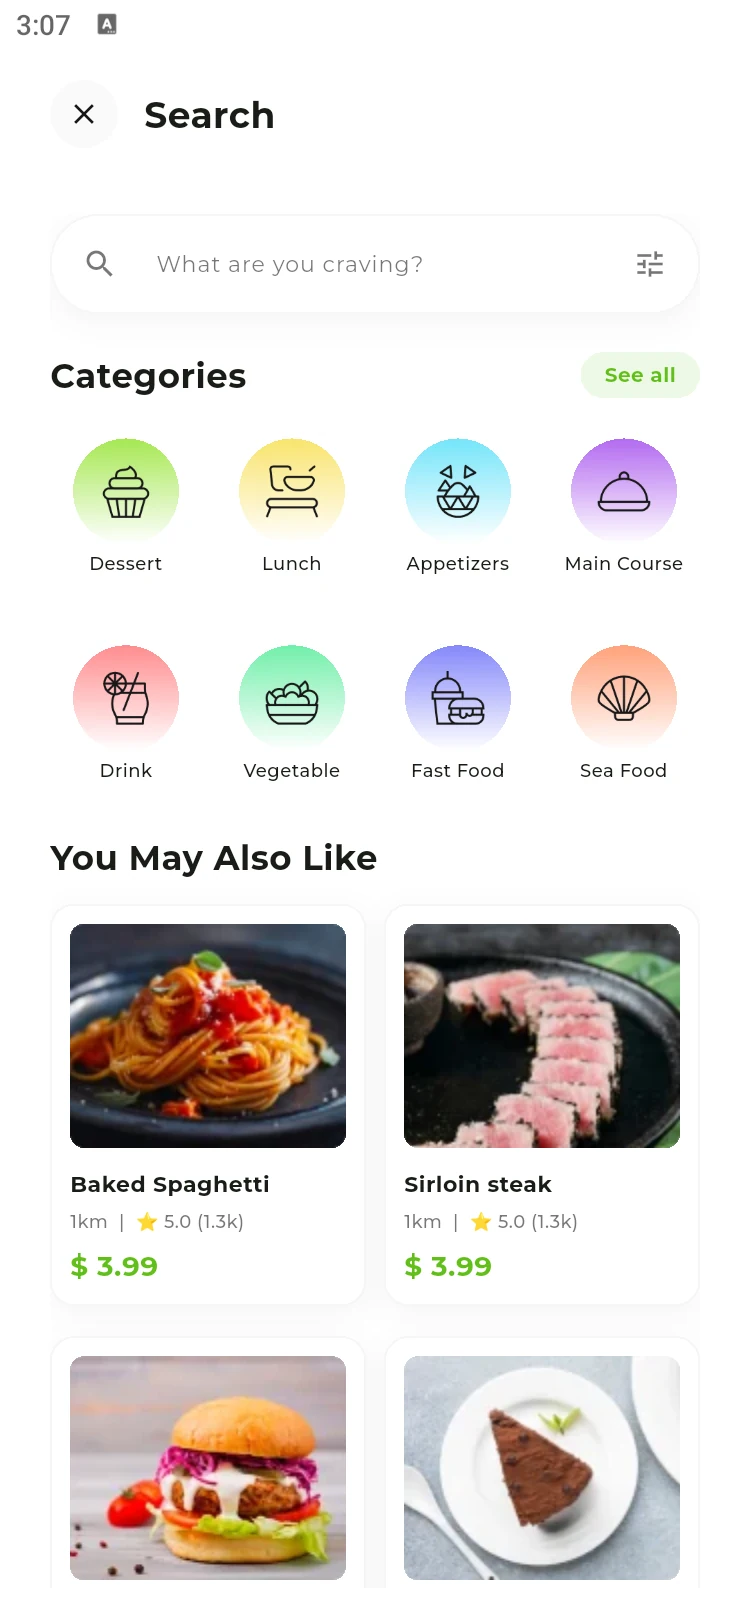 3:07
A
Search
What are you craving?
Categories
See all
Dessert
Lunch
Appetizers
Main Course
Drink
Vegetable
Fast Food
Sea Food
You May Also Like
Baked Spaghetti
Sirloin steak
1km | ⭐ 5.0 (1.3k)
1km | ⭐ 5.0 (1.3k)
$ 3.99
$ 3.99